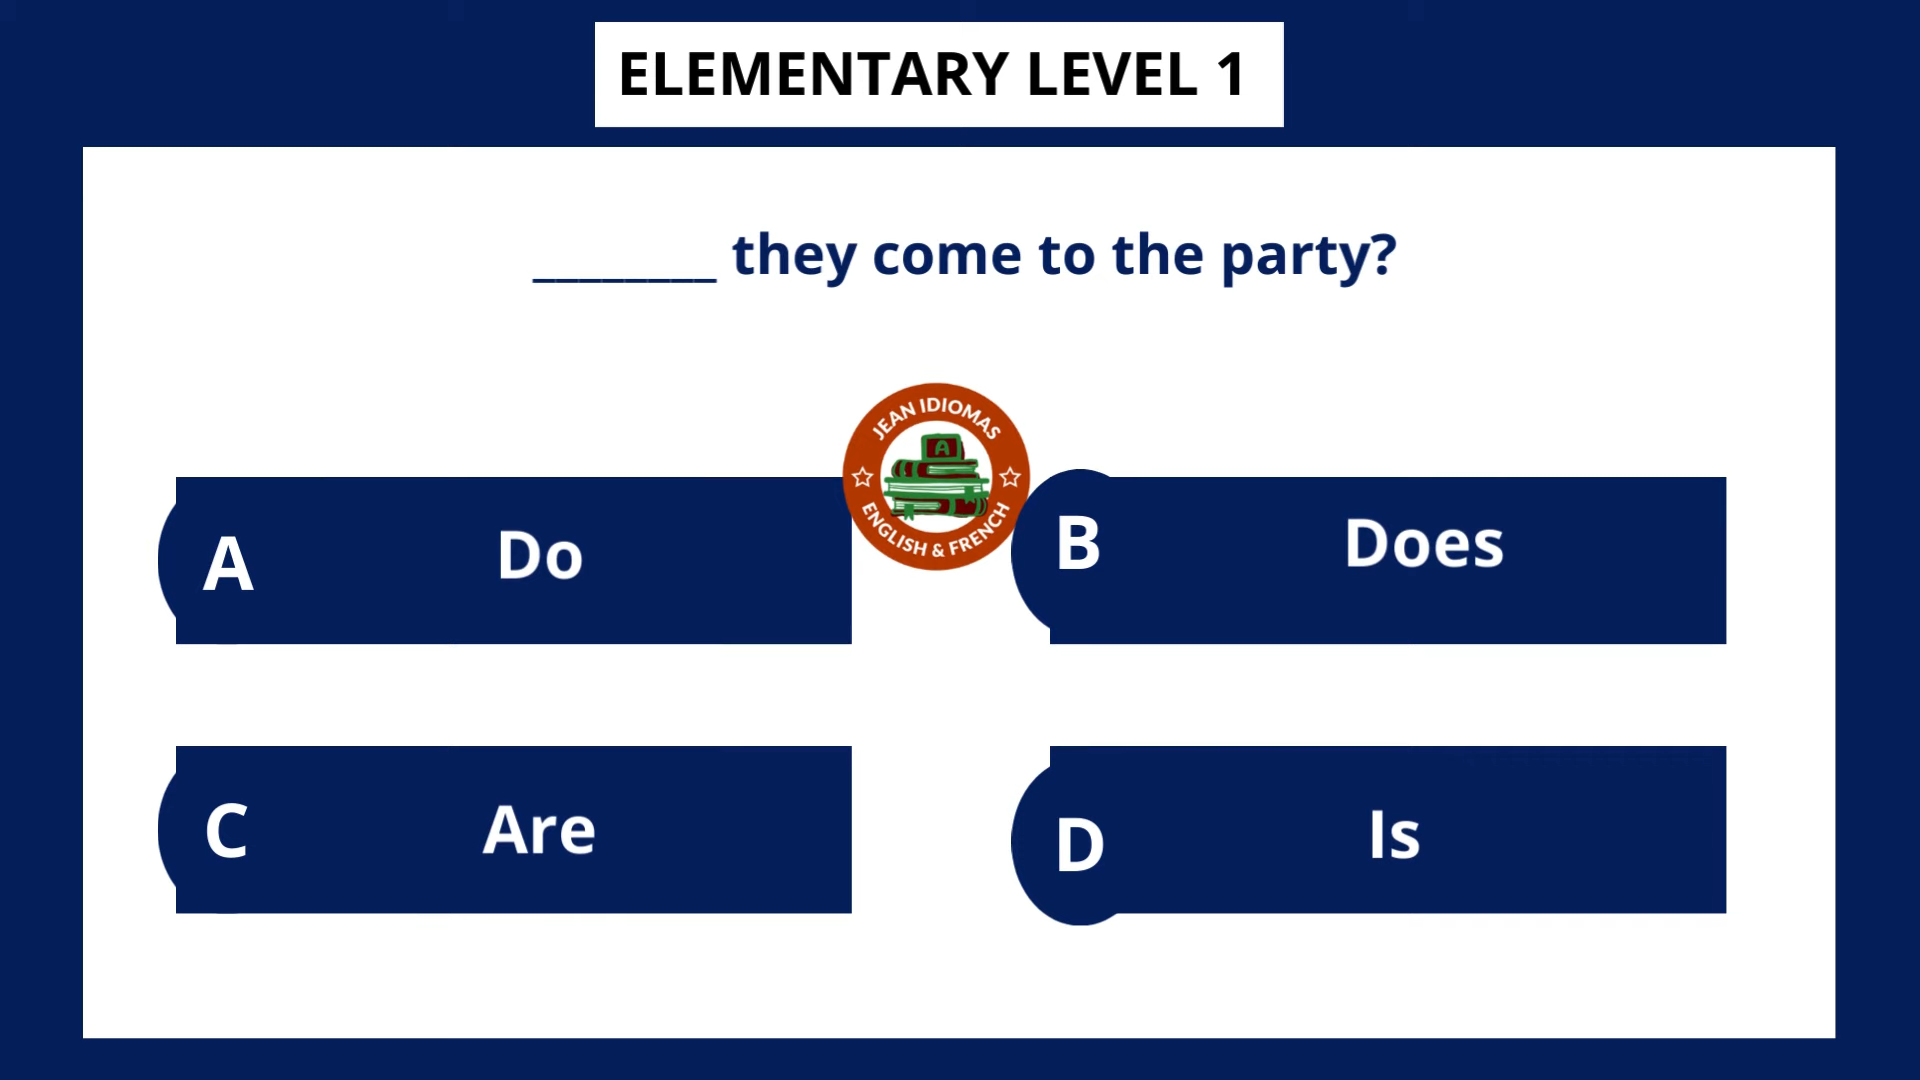 ELEMENTARY LEVEL 1
________ they come to the party?
JEAN IDIOMAS
A
ENGLISH & FRENCH
A Do
B Does
C Are
D Is